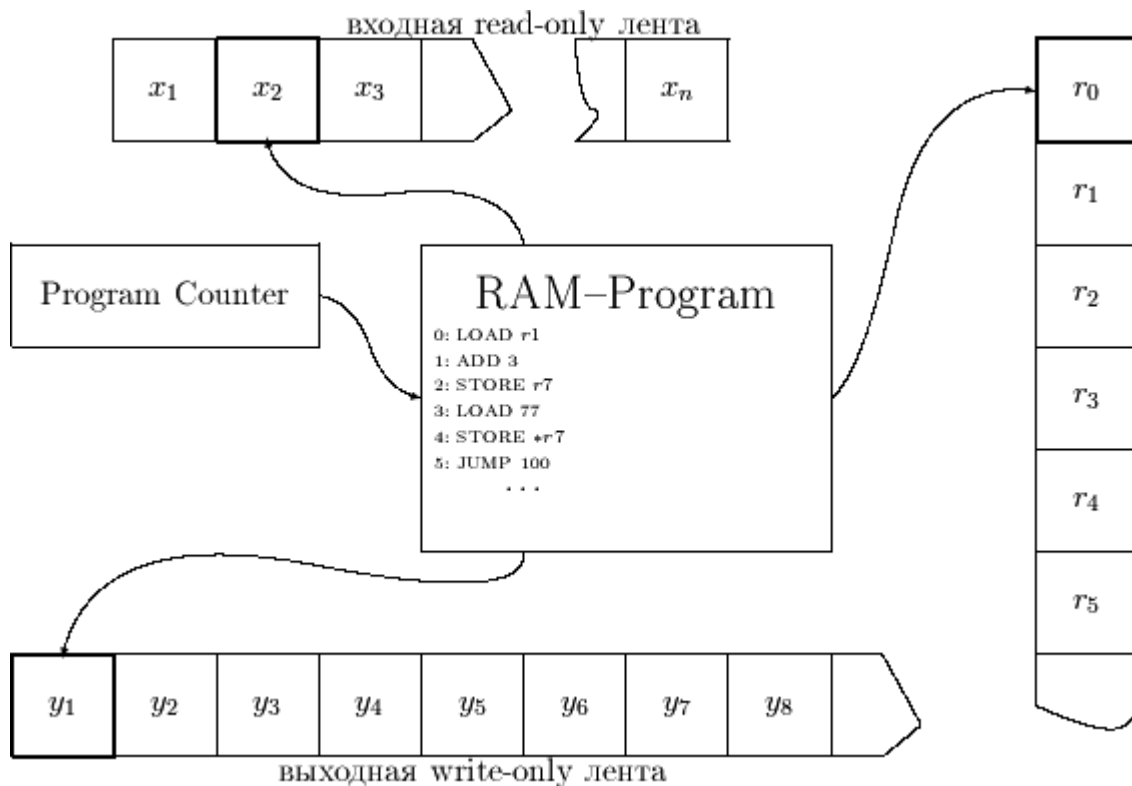 входная read-only лента
x₁ x₂ x₃ xₙ
r₀
r₁
r₂
r₃
r₄
r₅
Program Counter
RAM–Program
0: LOAD r1
1: ADD 3
2: STORE r7
3: LOAD 77
4: STORE *r7
5: JUMP 100
. . .
y₁ y₂ y₃ y₄ y₅ y₆ y₇ y₈
выходная write-only лента